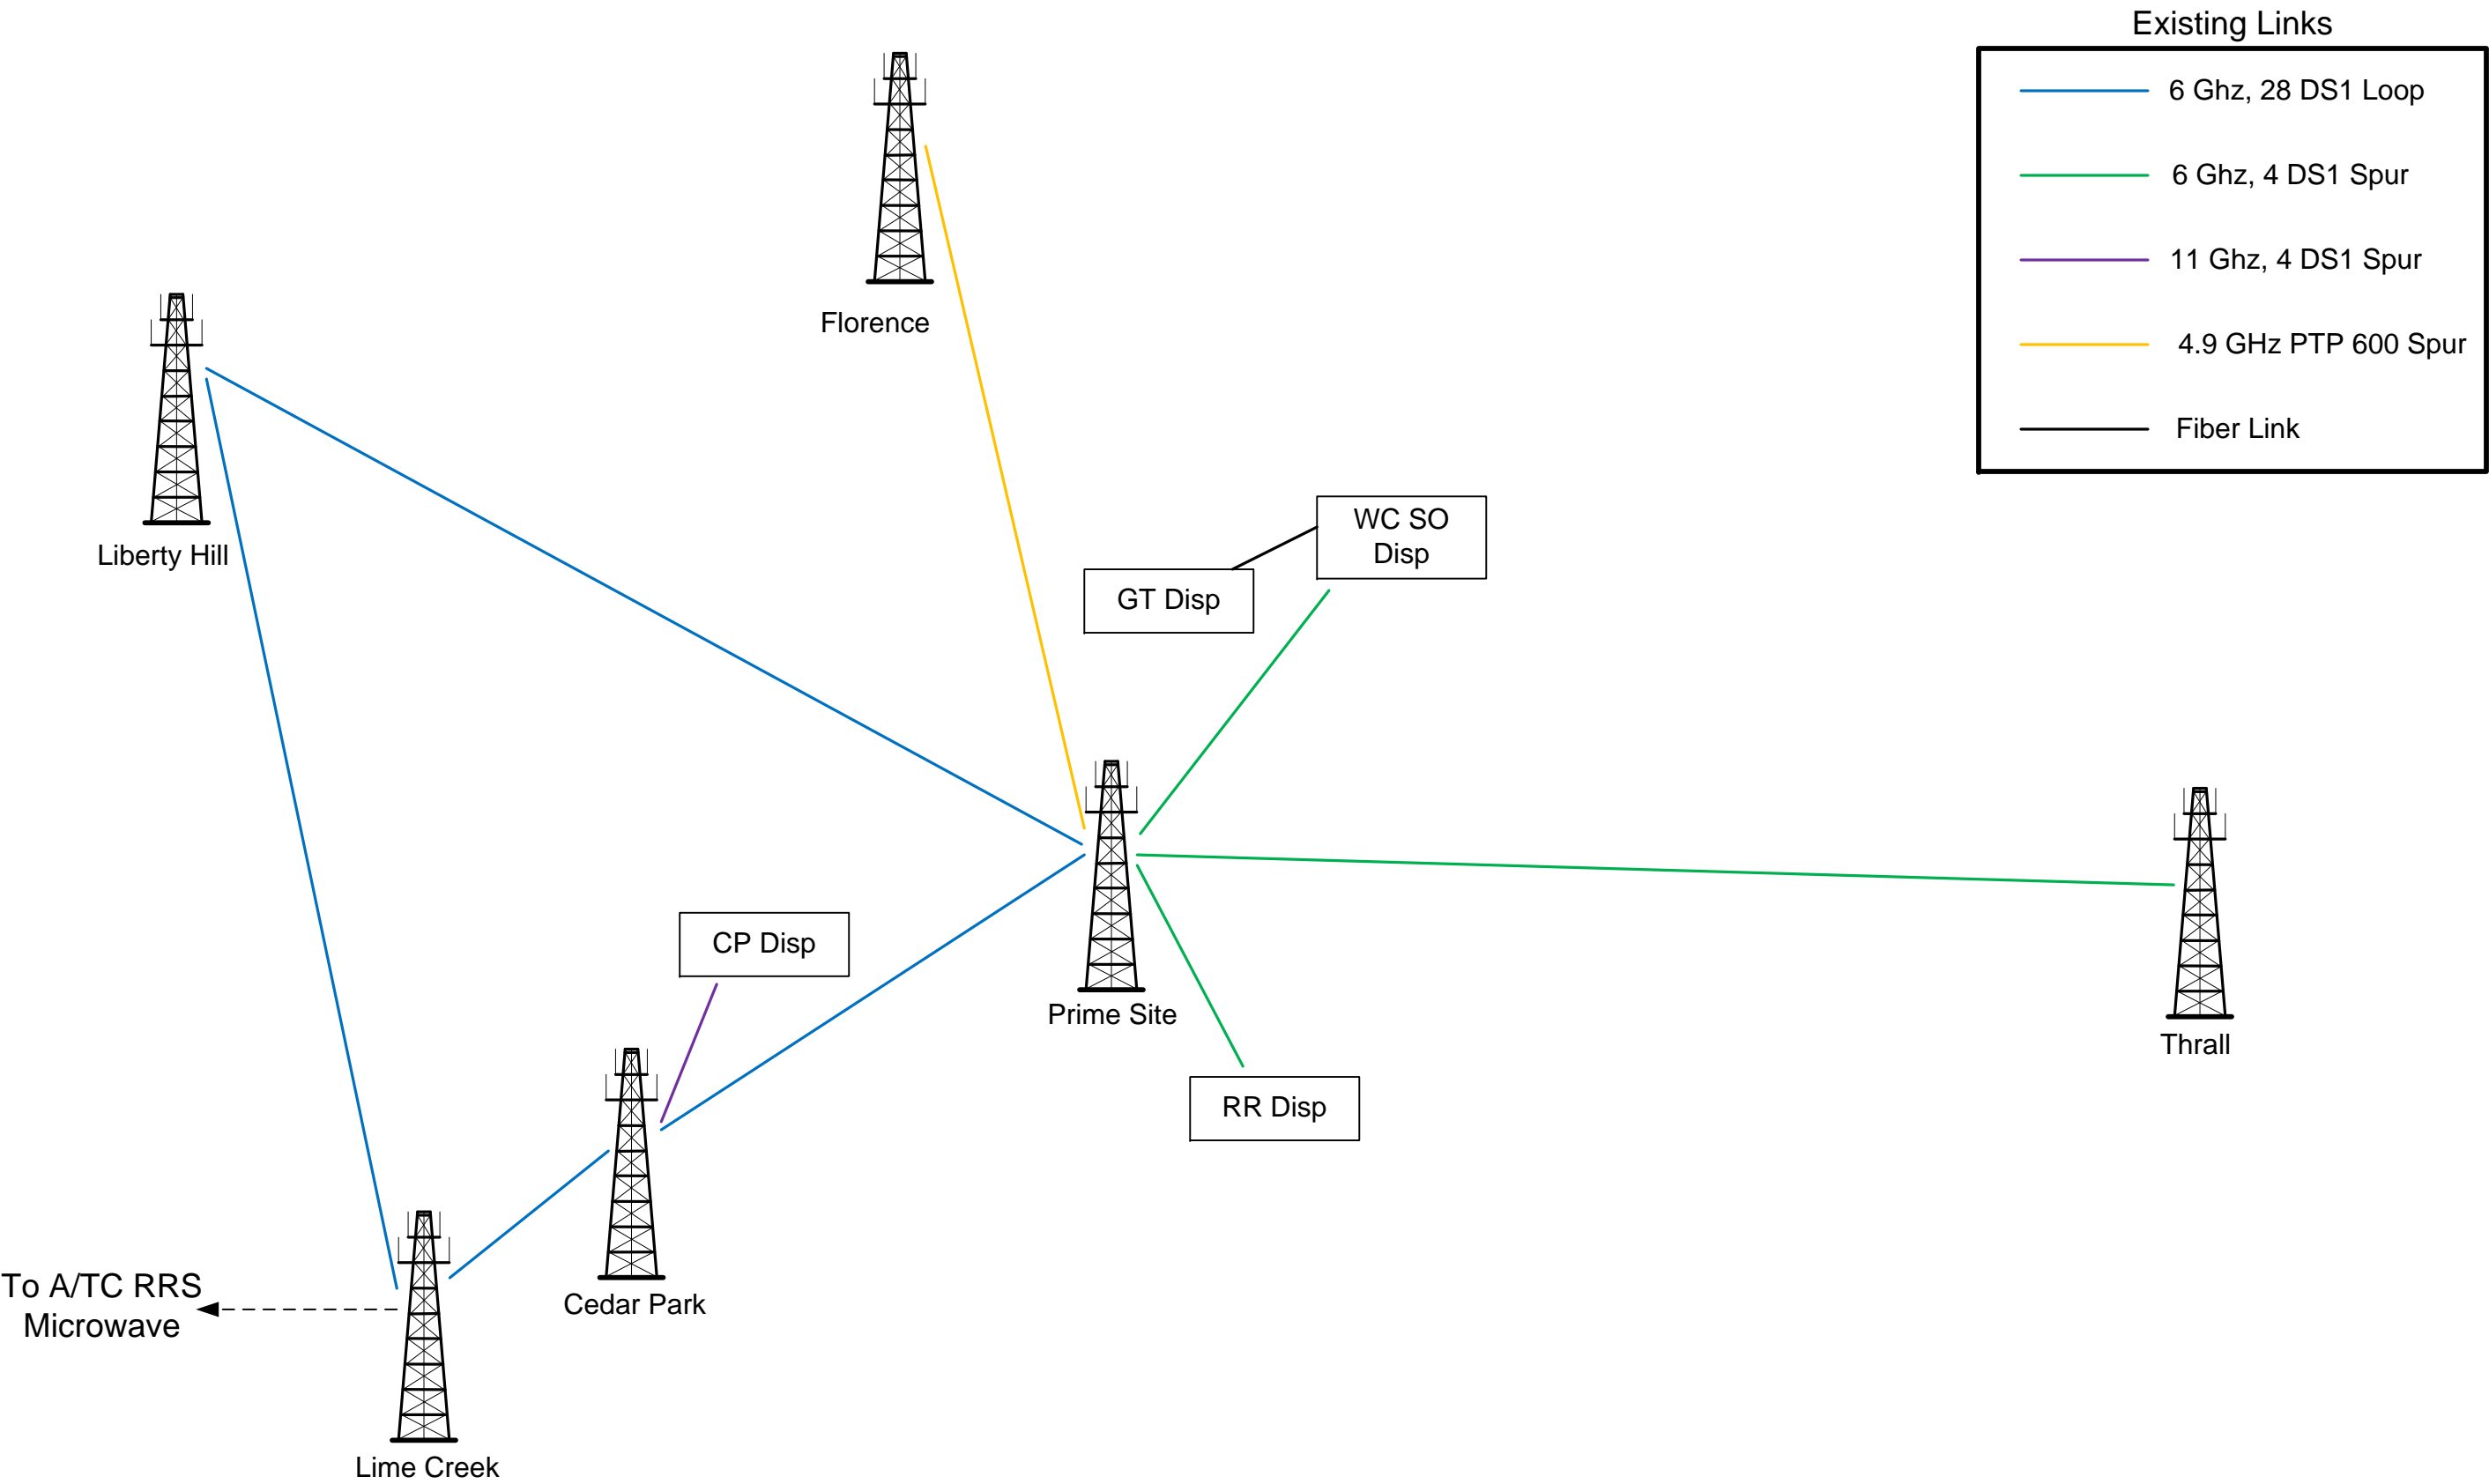 Existing Links
6 Ghz, 28 DS1 Loop
6 Ghz, 4 DS1 Spur
11 Ghz, 4 DS1 Spur
4.9 GHz PTP 600 Spur
Fiber Link
Florence
Liberty Hill
WC SO
Disp
GT Disp
CP Disp
Prime Site
Thrall
RR Disp
Cedar Park
To A/TC RRS
Microwave
Lime Creek